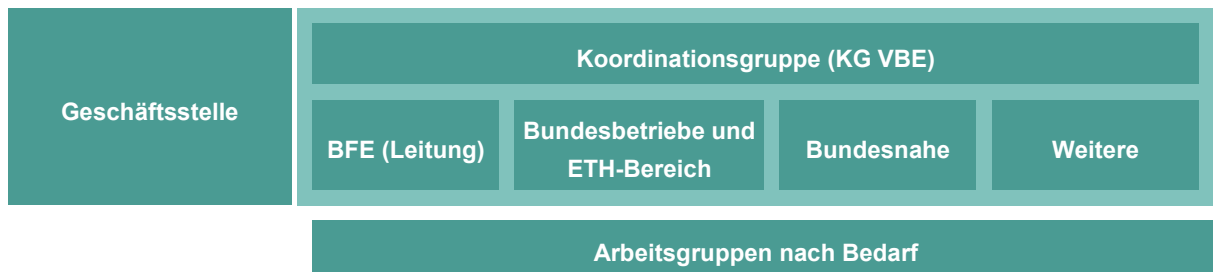 Koordinationsgruppe (KG VBE)
Geschäftsstelle
BFE (Leitung)
Bundesbetriebe und
ETH-Bereich
Bundesnahe
Weitere
Arbeitsgruppen nach Bedarf